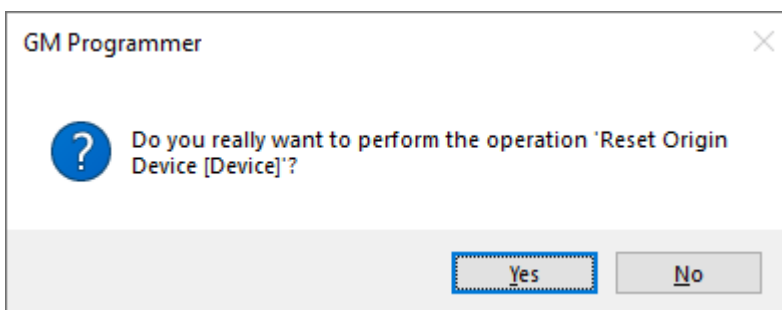 GM Programmer
Do you really want to perform the operation 'Reset Origin
Device [Device]'?
Yes
No